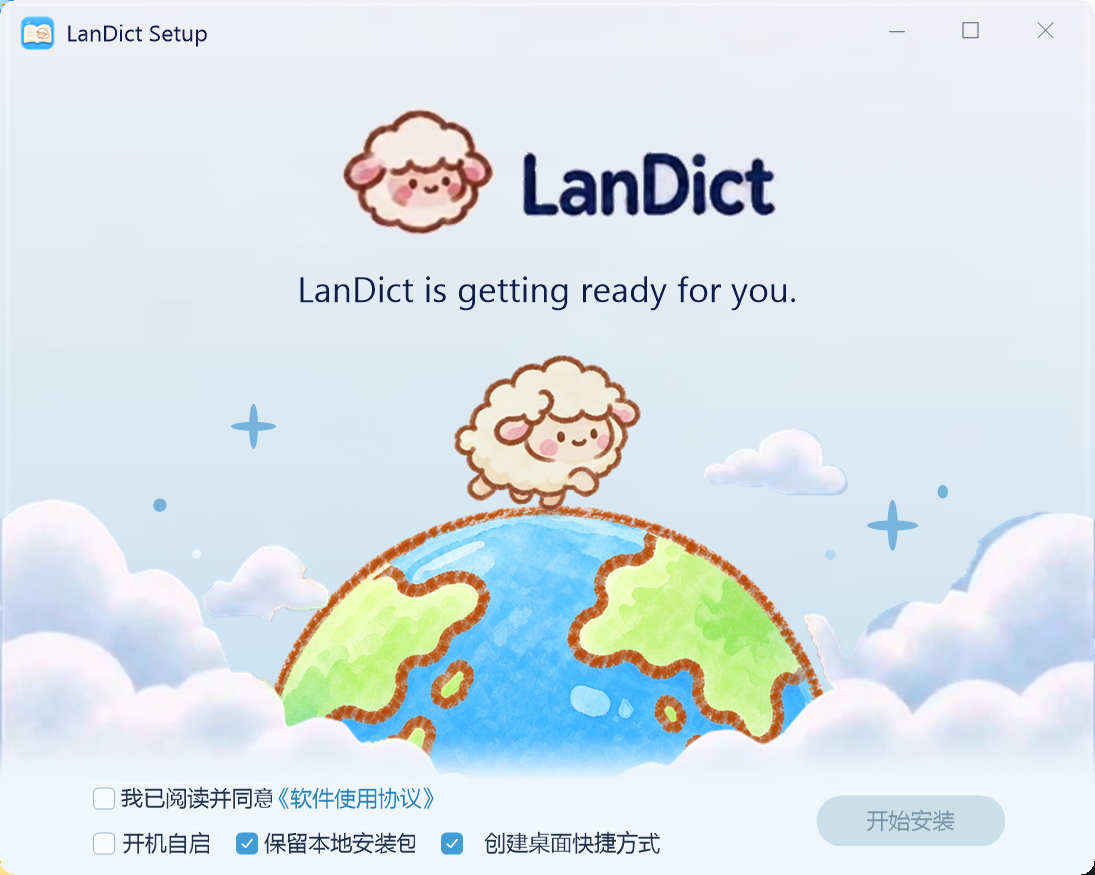 LanDict Setup
LanDict
LanDict is getting ready for you.
我已阅读并同意《软件使用协议》
开机自启 保留本地安装包 创建桌面快捷方式
开始安装